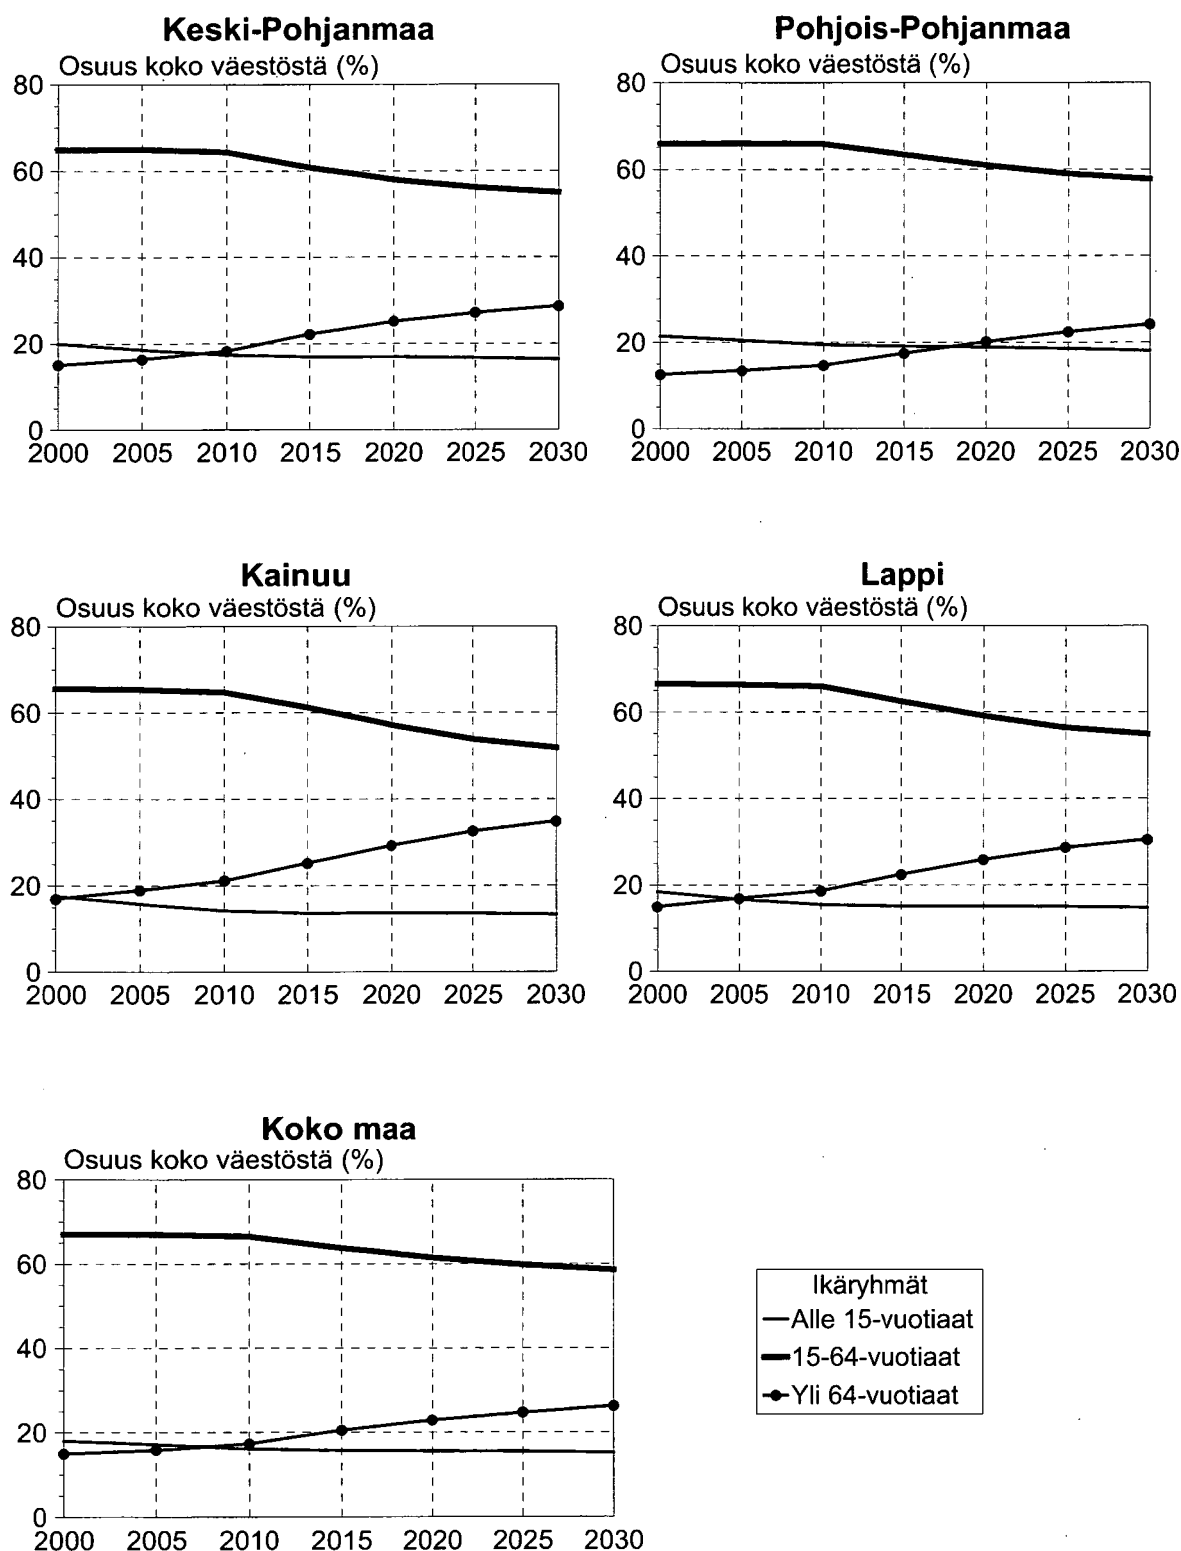 Keski-Pohjanmaa
Osuus koko väestöstä (%)
80
60
40
20
0
2000 2005 2010 2015 2020 2025 2030
Pohjois-Pohjanmaa
Osuus koko väestöstä (%)
80
60
40
20
0
2000 2005 2010 2015 2020 2025 2030
Kainuu
Osuus koko väestöstä (%)
80
60
40
20
0
2000 2005 2010 2015 2020 2025 2030
Lappi
Osuus koko väestöstä (%)
80
60
40
20
0
2000 2005 2010 2015 2020 2025 2030
Koko maa
Osuus koko väestöstä (%)
80
60
40
20
0
2000 2005 2010 2015 2020 2025 2030
Ikäryhmät
Alle 15-vuotiaat
15-64-vuotiaat
Yli 64-vuotiaat